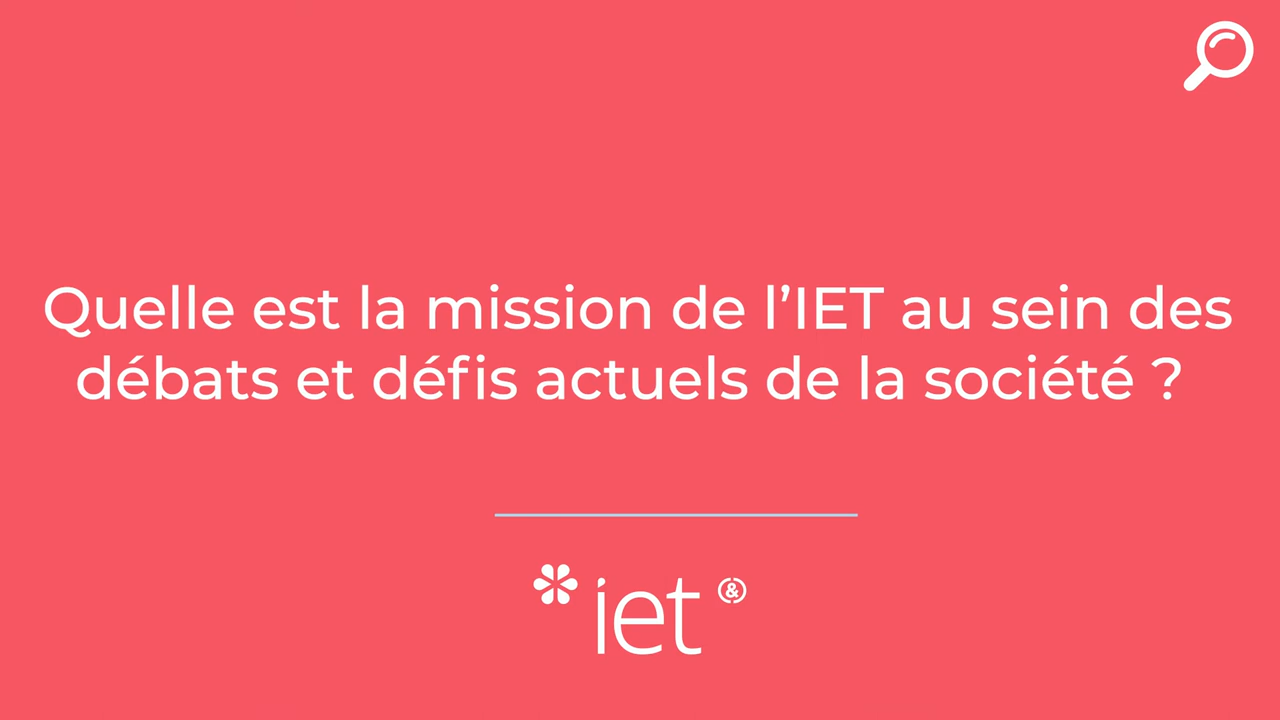 Quelle est la mission de l’IET au sein des
débats et défis actuels de la société ?
* iet &